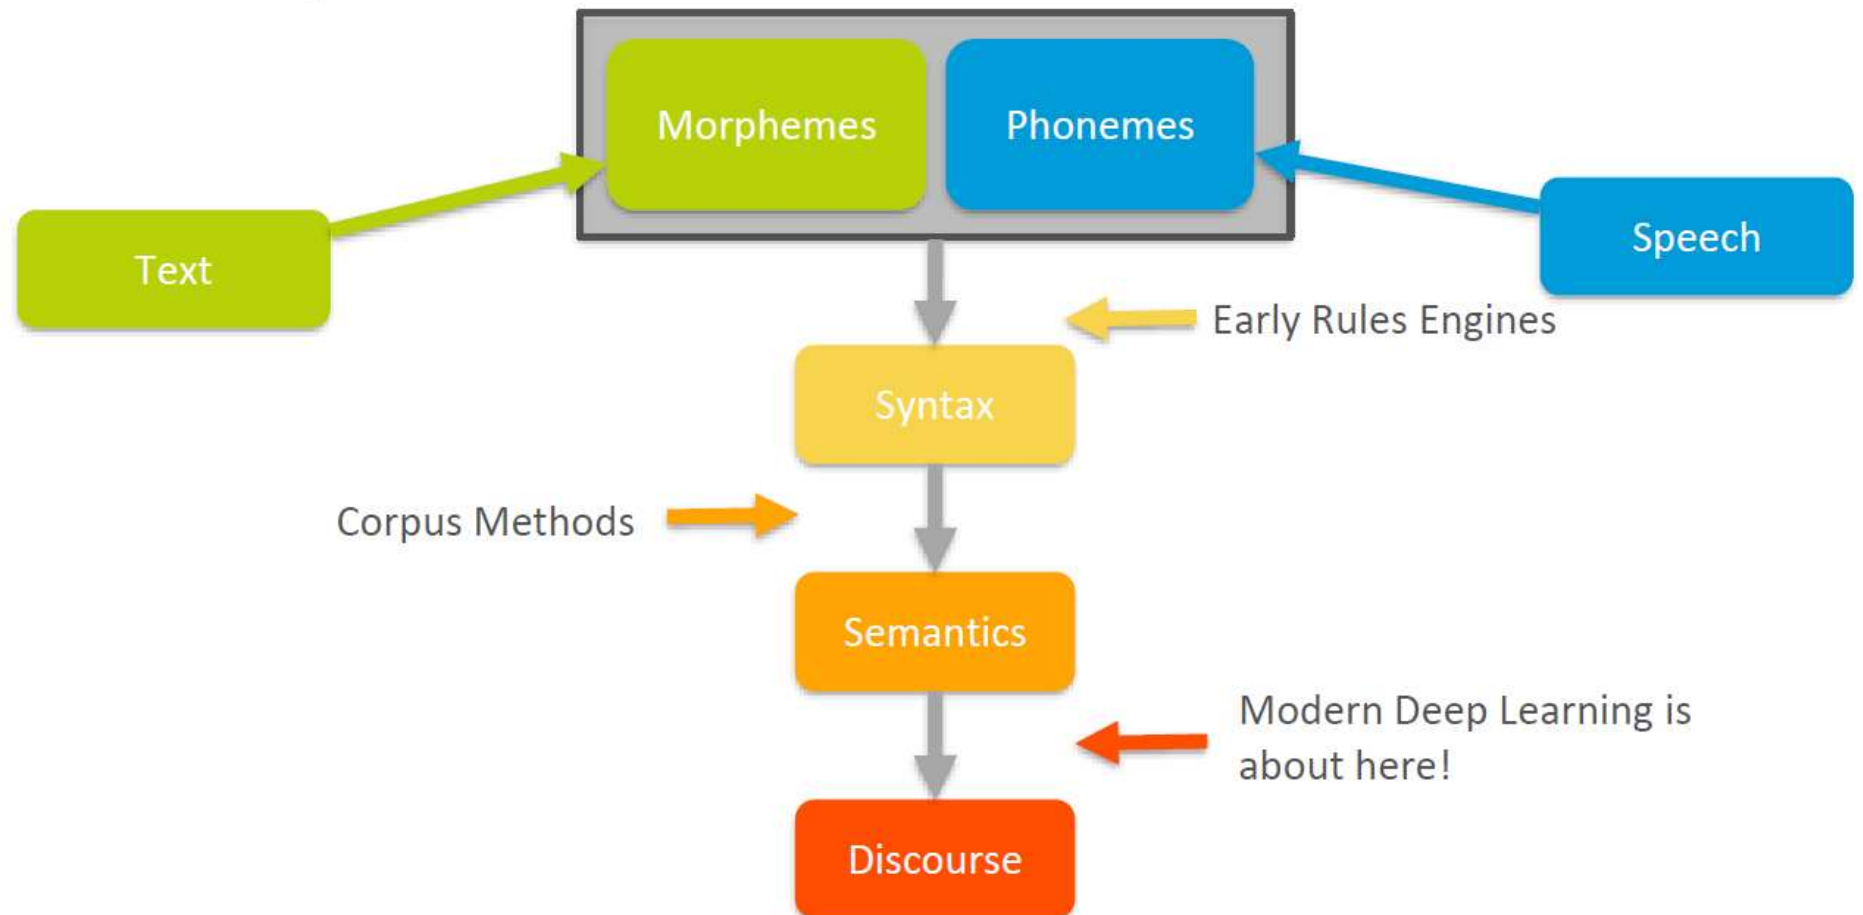 Morphemes
Phonemes
Text
Speech
Early Rules Engines
Syntax
Corpus Methods
Semantics
Modern Deep Learning is
about here!
Discourse